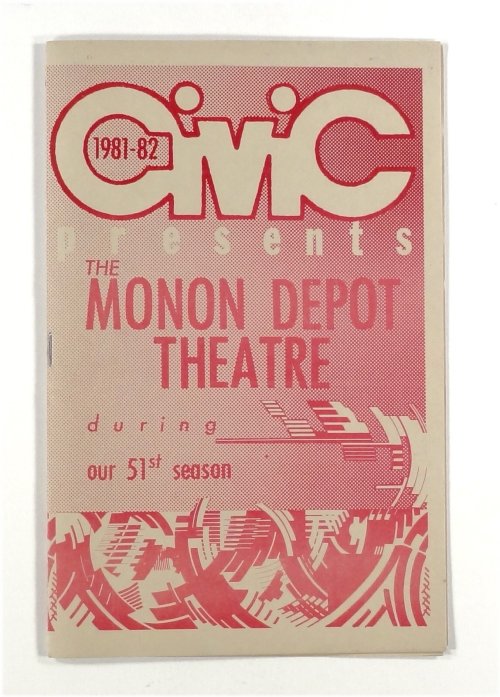 CIVIC
1981-82
presents
THE
MONON DEPOT
THEATRE
during
our 51st season